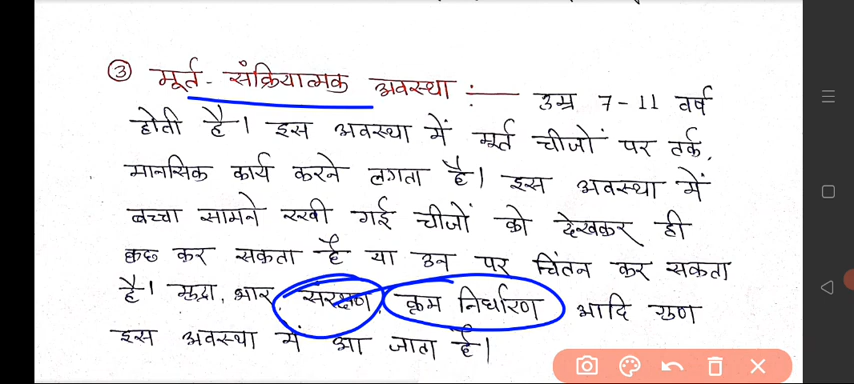 ③ मूर्त - संक्रियात्मक अवस्था :— उम्र 7-11 वर्ष
होती है। इस अवस्था में मूर्त चीजों पर तर्क,
मानसिक कार्य करने लगता है। इस अवस्था में
बच्चा सामने रखी गई चीजों को देखकर ही
कुछ कर सकता है या उन पर चिंतन कर सकता
है। मुद्रा, भार, संरक्षण, क्रम निर्धारण आदि गुण
इस अवस्था में आ जाता है।